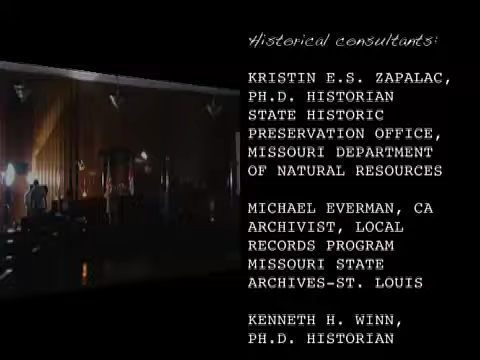 Historical consultants:
KRISTIN E.S. ZAPALAC,
PH.D. HISTORIAN
STATE HISTORIC
PRESERVATION OFFICE,
MISSOURI DEPARTMENT
OF NATURAL RESOURCES
MICHAEL EVERMAN, CA
ARCHIVIST, LOCAL
RECORDS PROGRAM
MISSOURI STATE
ARCHIVES-ST. LOUIS
KENNETH H. WINN,
PH.D. HISTORIAN